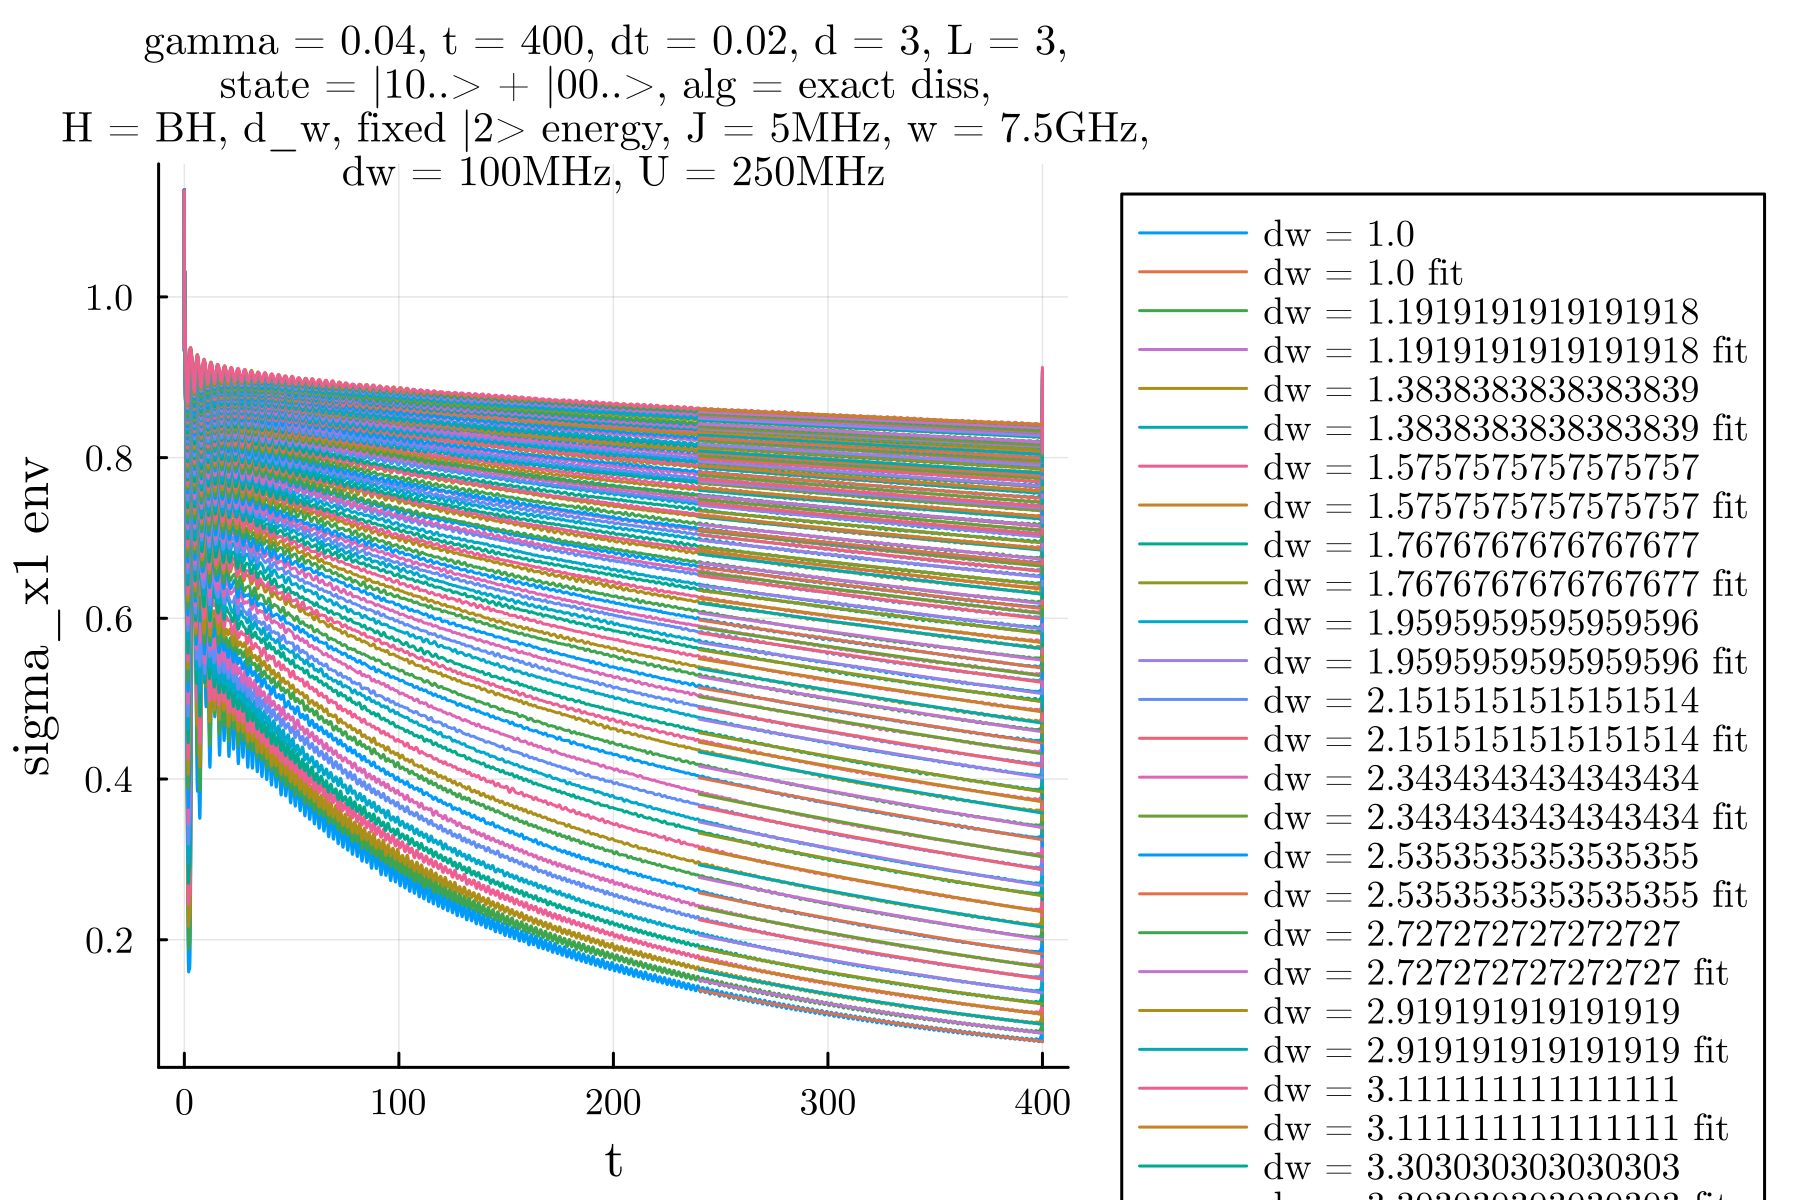 gamma = 0.04, t = 400, dt = 0.02, d = 3, L = 3,
state = |10..> + |00..>, alg = exact diss,
H = BH, d_w, fixed |2> energy, J = 5MHz, w = 7.5GHz,
dw = 100MHz, U = 250MHz
sigma_x1 env
1.0
0.8
0.6
0.4
0.2
0
100
200
300
400
t
dw = 1.0
dw = 1.0 fit
dw = 1.1919191919191918
dw = 1.1919191919191918 fit
dw = 1.3838383838383839
dw = 1.3838383838383839 fit
dw = 1.5757575757575757
dw = 1.5757575757575757 fit
dw = 1.7676767676767677
dw = 1.7676767676767677 fit
dw = 1.9595959595959596
dw = 1.9595959595959596 fit
dw = 2.1515151515151514
dw = 2.1515151515151514 fit
dw = 2.3434343434343434
dw = 2.3434343434343434 fit
dw = 2.5353535353535355
dw = 2.5353535353535355 fit
dw = 2.727272727272727
dw = 2.727272727272727 fit
dw = 2.919191919191919
dw = 2.919191919191919 fit
dw = 3.111111111111111
dw = 3.111111111111111 fit
dw = 3.303030303030303